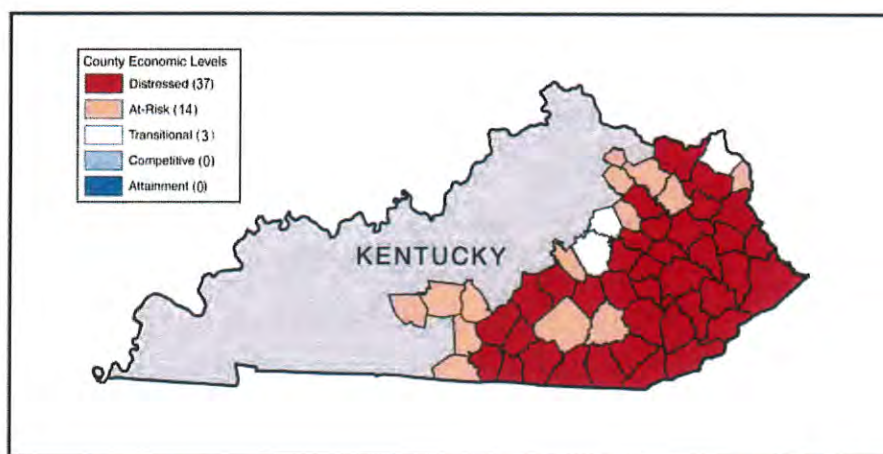 County Economic Levels
Distressed (37)
At-Risk (14)
Transitional (3)
Competitive (0)
Attainment (0)
KENTUCKY